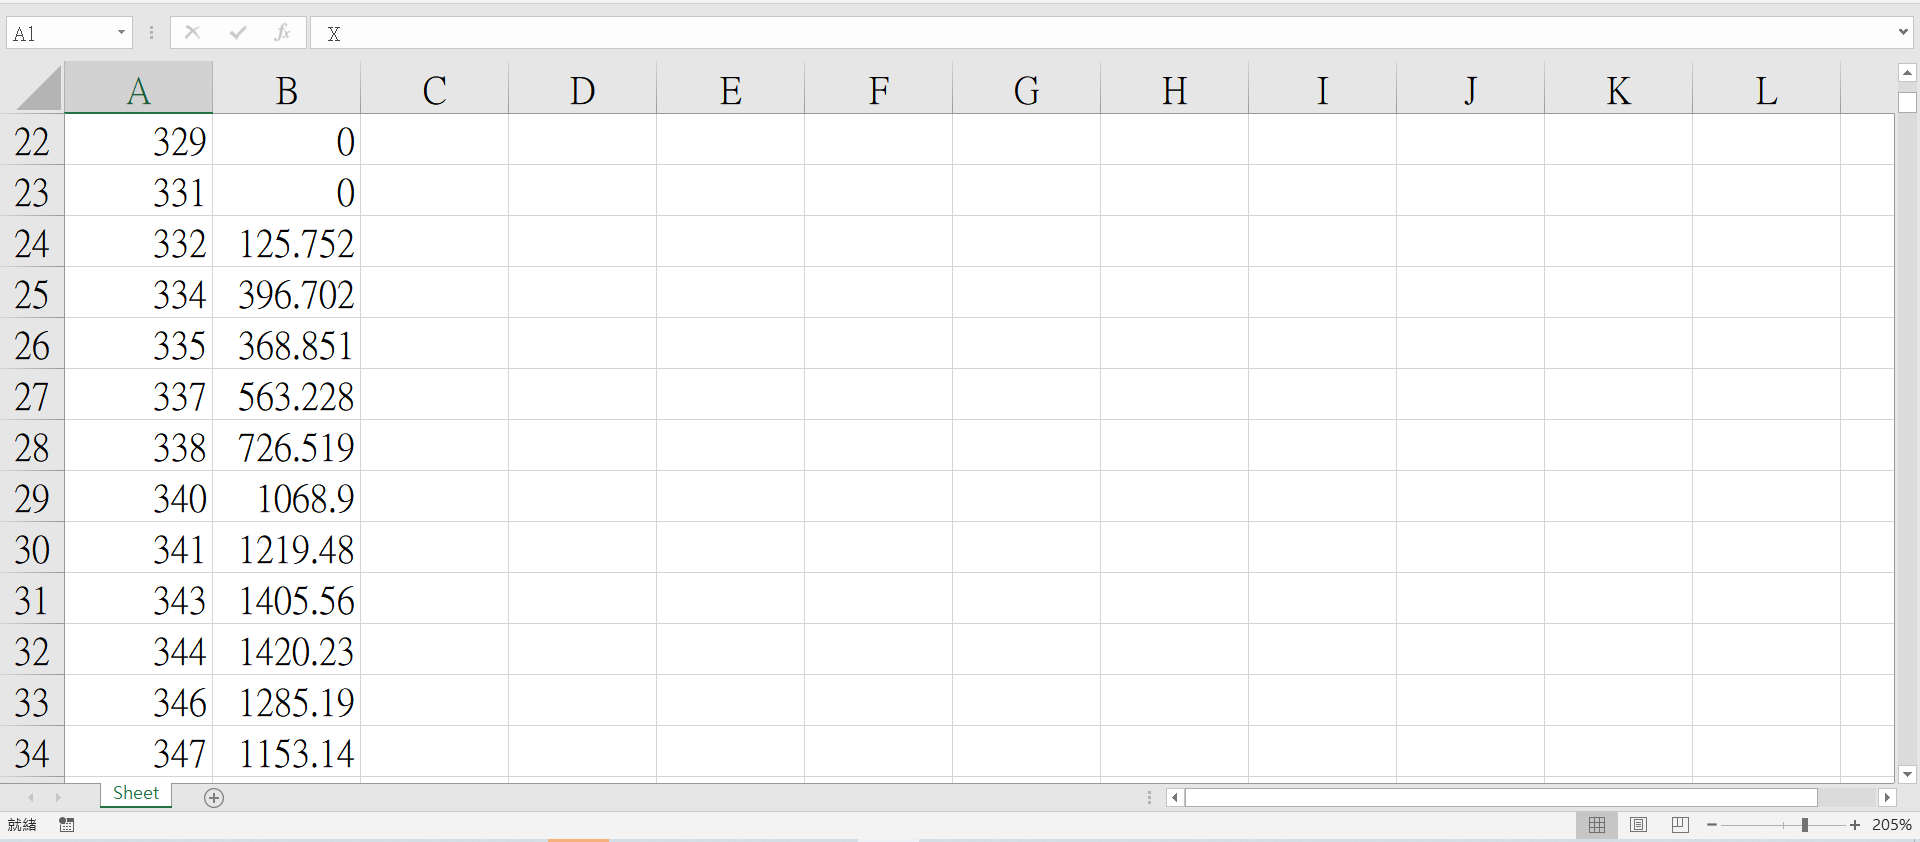 A1 fx X
A B C D E F G H I J K L
22 329 0
23 331 0
24 332 125.752
25 334 396.702
26 335 368.851
27 337 563.228
28 338 726.519
29 340 1068.9
30 341 1219.48
31 343 1405.56
32 344 1420.23
33 346 1285.19
34 347 1153.14
Sheet
就緒 205%